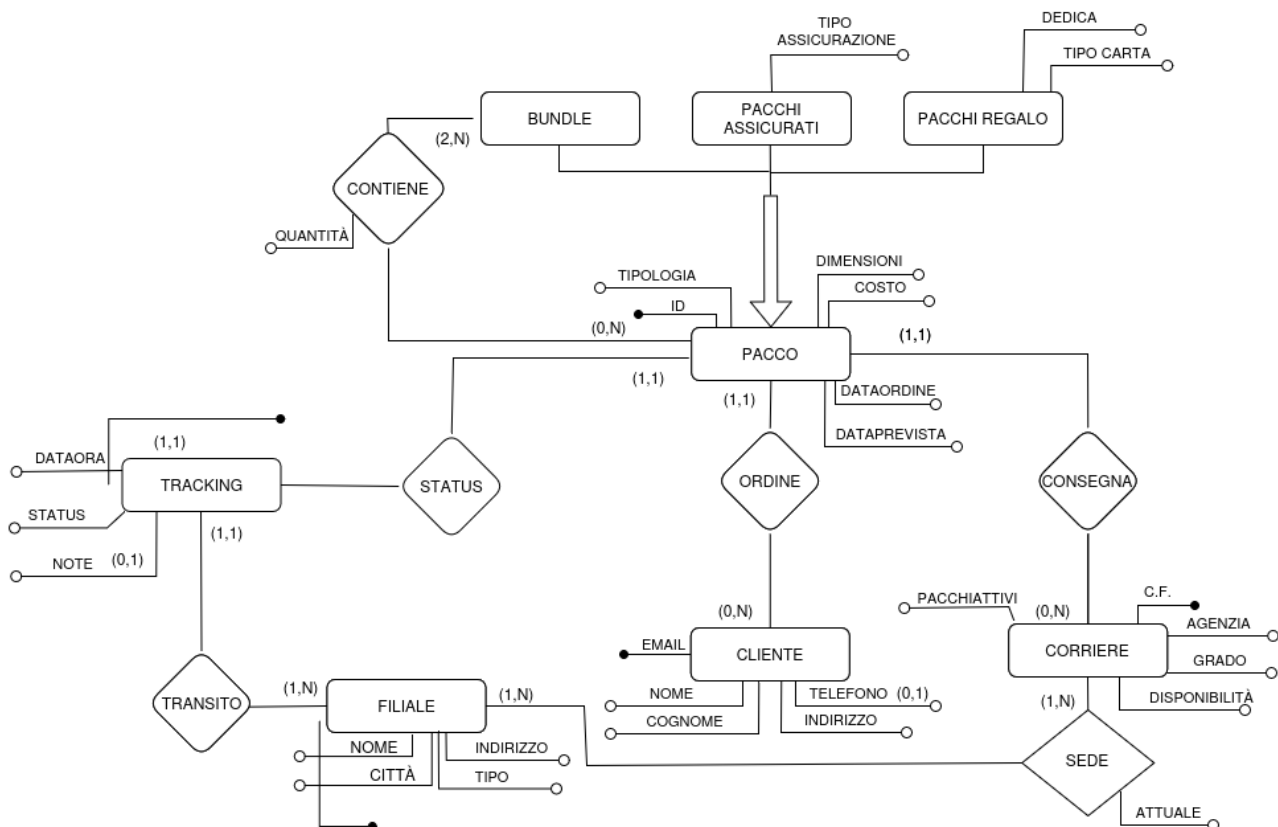 TIPO
ASSICURAZIONE
DEDICA
TIPO CARTA
BUNDLE
PACCHI
ASSICURATI
PACCHI REGALO
(2,N)
CONTIENE
QUANTITÀ
TIPOLOGIA
DIMENSIONI
ID
COSTO
(0,N)
PACCO
(1,1)
(1,1)
(1,1)
DATAORDINE
DATAPREVISTA
(1,1)
DATAORA
TRACKING
STATUS
ORDINE
CONSEGNA
STATUS
(1,1)
NOTE
(0,1)
PACCHIATTIVI
C.F.
(0,N)
(0,N)
AGENZIA
EMAIL
CLIENTE
CORRIERE
GRADO
NOME
TELEFONO
(0,1)
DISPONIBILITÀ
TRANSITO
(1,N)
FILIALE
(1,N)
COGNOME
INDIRIZZO
(1,N)
NOME
INDIRIZZO
CITTÀ
TIPO
SEDE
ATTUALE